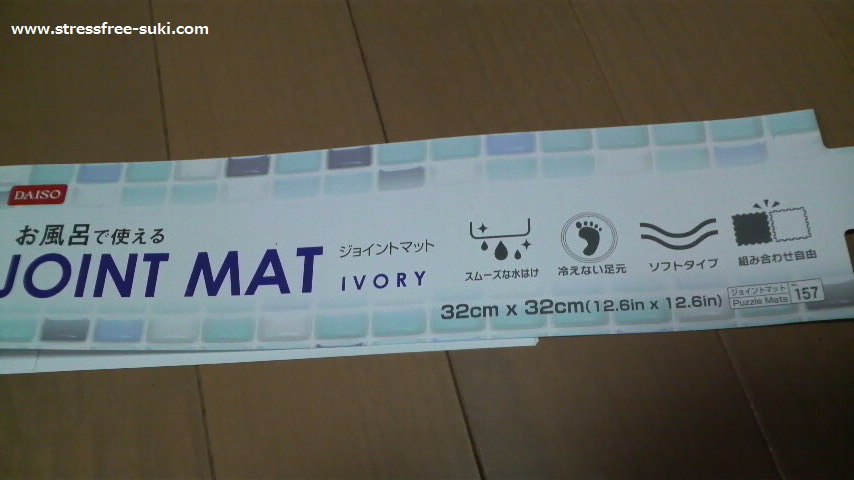 www.stressfree-suki.com
DAISO
お風呂で使える
JOINT MAT
ジョイントマット
IVORY
スムーズな水はけ
冷えない足元
ソフトタイプ
組み合わせ自由
32cm x 32cm(12.6in x 12.6in)
ジョイントマット
Puzzle Mats
No. 157